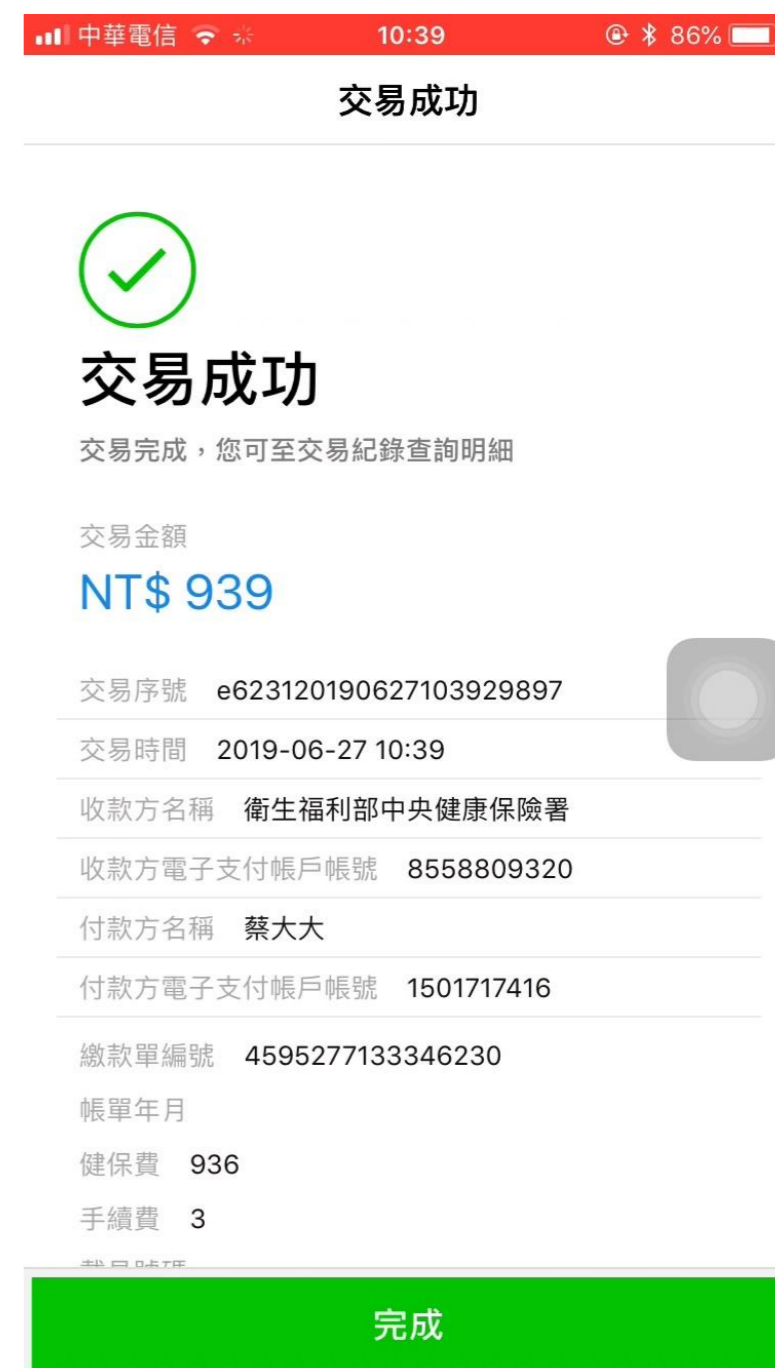 中華電信 10:39 86%
交易成功
交易成功
交易完成，您可至交易紀錄查詢明細
交易金額
NT$ 939
交易序號 e623120190627103929897
交易時間 2019-06-27 10:39
收款方名稱 衛生福利部中央健康保險署
收款方電子支付帳戶帳號 8558809320
付款方名稱 蔡大大
付款方電子支付帳戶帳號 1501717416
繳款單編號 4595277133346230
帳單年月
健保費 936
手續費 3
完成